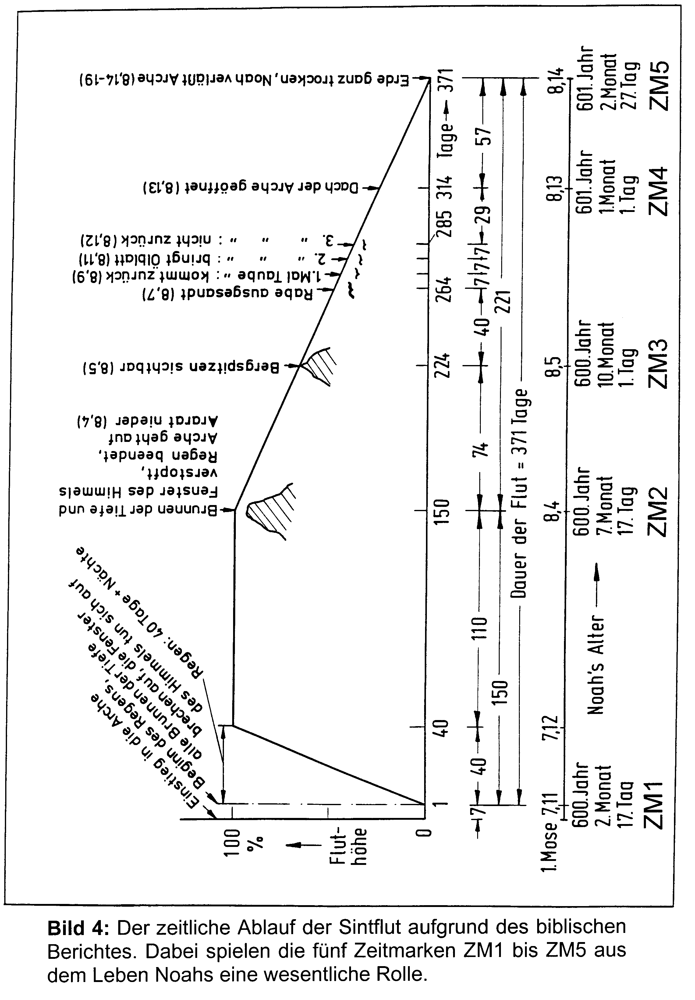 Einstieg in die Arche
Beginn des Regens,
alle Brunnen der Tiefe
brechen auf, die Fenster
des Himmels tun sich auf
Regen: 40 Tage + Nächte
Brunnen der Tiefe und
Fenster des Himmels
verstopft,
Regen beendet,
Arche geht auf
Ararat nieder (8,4)
Bergspitzen sichtbar (8,5)
Rabe ausgesandt (8,7)
1.Mal Taube " : kommt zurück (8,9)
2. " " " : bringt Ölblatt (8,11)
3. " " " : nicht zurück (8,12)
Dach der Arche geöffnet (8,13)
Erde ganz trocken, Noah verläßt Arche (8,14-19)
100
%
Flut-
höhe
0
1 40 150 224 264 285 314 Tage 371
7 40 110 74 40 7 7 7 29 57
150 221
Dauer der Flut = 371 Tage
1.Mose 7,11 7,12 8,4 8,5 8,13 8,14
600.Jahr
2.Monat
17.Tag
ZM1
Noah's Alter
600.Jahr
7.Monat
17.Tag
ZM2
600.Jahr
10.Monat
1.Tag
ZM3
601.Jahr
1.Monat
1.Tag
ZM4
601.Jahr
2.Monat
27.Tag
ZM5
Bild 4: Der zeitliche Ablauf der Sintflut aufgrund des biblischen
Berichtes. Dabei spielen die fünf Zeitmarken ZM1 bis ZM5 aus
dem Leben Noahs eine wesentliche Rolle.